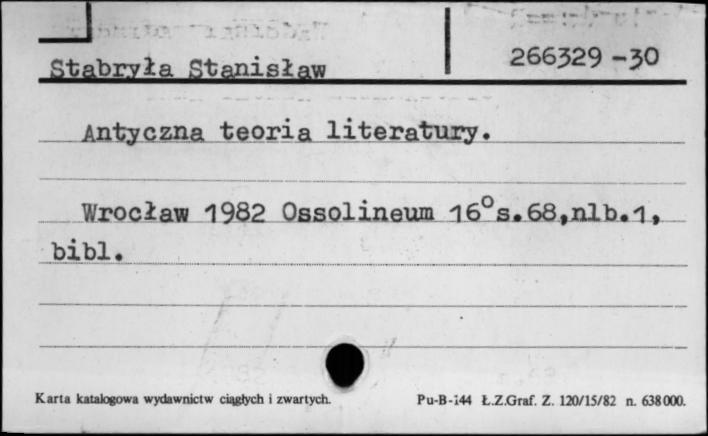 266329-30
Stabryła Stanisław
Antyczna teoria literatury.
Wrocław 1982 Ossolineum 16° s.68,nlb.1,
bibl.
Karta katalogowa wydawnictw ciągłych i zwartych. Pu-B-144 Ł.Z.Graf. Z. 120/15/82 n. 638000.